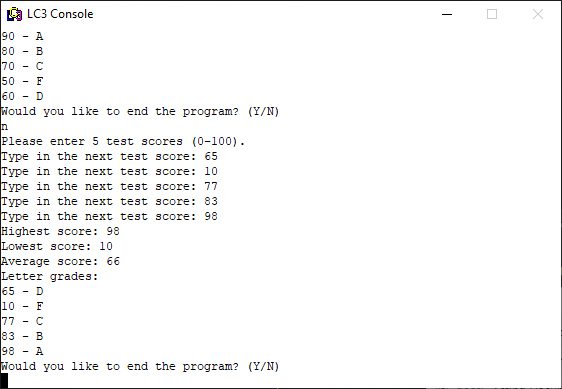 LC3 Console
90 - A
80 - B
70 - C
50 - F
60 - D
Would you like to end the program? (Y/N)
n
Please enter 5 test scores (0-100).
Type in the next test score: 65
Type in the next test score: 10
Type in the next test score: 77
Type in the next test score: 83
Type in the next test score: 98
Highest score: 98
Lowest score: 10
Average score: 66
Letter grades:
65 - D
10 - F
77 - C
83 - B
98 - A
Would you like to end the program? (Y/N)